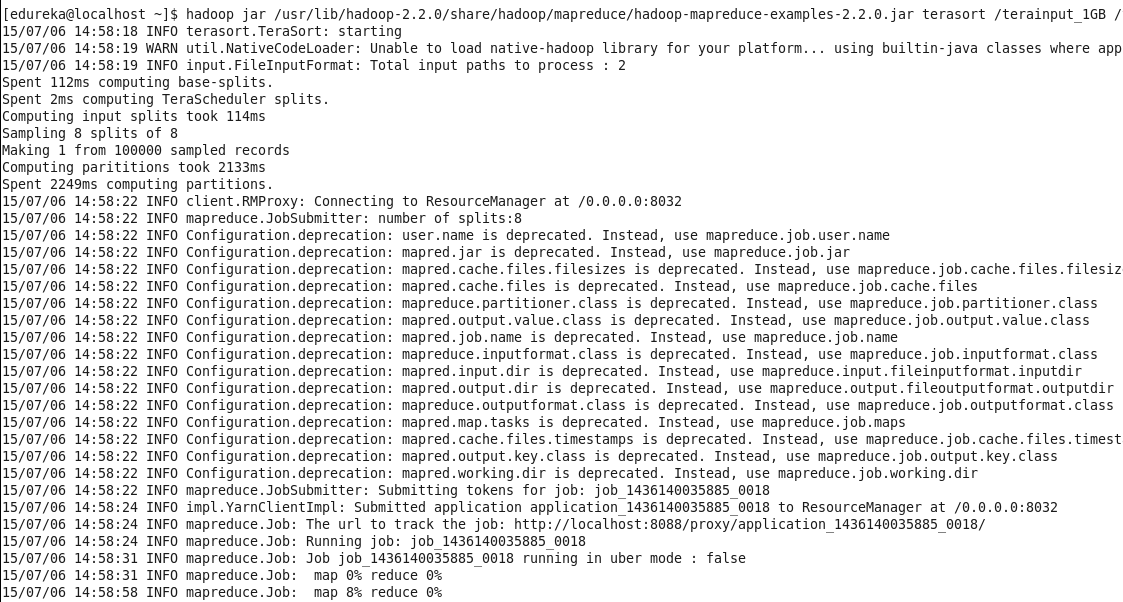 [edureka@localhost ~]$ hadoop jar /usr/lib/hadoop-2.2.0/share/hadoop/mapreduce/hadoop-mapreduce-examples-2.2.0.jar terasort /terainput_1GB /
15/07/06 14:58:18 INFO terasort.TeraSort: starting
15/07/06 14:58:19 WARN util.NativeCodeLoader: Unable to load native-hadoop library for your platform... using builtin-java classes where app
15/07/06 14:58:19 INFO input.FileInputFormat: Total input paths to process : 2
Spent 112ms computing base-splits.
Spent 2ms computing TeraScheduler splits.
Computing input splits took 114ms
Sampling 8 splits of 8
Making 1 from 100000 sampled records
Computing parititions took 2133ms
Spent 2249ms computing partitions.
15/07/06 14:58:22 INFO client.RMProxy: Connecting to ResourceManager at /0.0.0.0:8032
15/07/06 14:58:22 INFO mapreduce.JobSubmitter: number of splits:8
15/07/06 14:58:22 INFO Configuration.deprecation: user.name is deprecated. Instead, use mapreduce.job.user.name
15/07/06 14:58:22 INFO Configuration.deprecation: mapred.jar is deprecated. Instead, use mapreduce.job.jar
15/07/06 14:58:22 INFO Configuration.deprecation: mapred.cache.files.filesizes is deprecated. Instead, use mapreduce.job.cache.files.filesiz
15/07/06 14:58:22 INFO Configuration.deprecation: mapred.cache.files is deprecated. Instead, use mapreduce.job.cache.files
15/07/06 14:58:22 INFO Configuration.deprecation: mapreduce.partitioner.class is deprecated. Instead, use mapreduce.job.partitioner.class
15/07/06 14:58:22 INFO Configuration.deprecation: mapred.output.value.class is deprecated. Instead, use mapreduce.job.output.value.class
15/07/06 14:58:22 INFO Configuration.deprecation: mapred.job.name is deprecated. Instead, use mapreduce.job.name
15/07/06 14:58:22 INFO Configuration.deprecation: mapreduce.inputformat.class is deprecated. Instead, use mapreduce.job.inputformat.class
15/07/06 14:58:22 INFO Configuration.deprecation: mapred.input.dir is deprecated. Instead, use mapreduce.input.fileinputformat.inputdir
15/07/06 14:58:22 INFO Configuration.deprecation: mapred.output.dir is deprecated. Instead, use mapreduce.output.fileoutputformat.outputdir
15/07/06 14:58:22 INFO Configuration.deprecation: mapreduce.outputformat.class is deprecated. Instead, use mapreduce.job.outputformat.class
15/07/06 14:58:22 INFO Configuration.deprecation: mapred.map.tasks is deprecated. Instead, use mapreduce.job.maps
15/07/06 14:58:22 INFO Configuration.deprecation: mapred.cache.files.timestamps is deprecated. Instead, use mapreduce.job.cache.files.timest
15/07/06 14:58:22 INFO Configuration.deprecation: mapred.output.key.class is deprecated. Instead, use mapreduce.job.output.key.class
15/07/06 14:58:22 INFO Configuration.deprecation: mapred.working.dir is deprecated. Instead, use mapreduce.job.working.dir
15/07/06 14:58:22 INFO mapreduce.JobSubmitter: Submitting tokens for job: job_1436140035885_0018
15/07/06 14:58:24 INFO impl.YarnClientImpl: Submitted application application_1436140035885_0018 to ResourceManager at /0.0.0.0:8032
15/07/06 14:58:24 INFO mapreduce.Job: The url to track the job: http://localhost:8088/proxy/application_1436140035885_0018/
15/07/06 14:58:24 INFO mapreduce.Job: Running job: job_1436140035885_0018
15/07/06 14:58:31 INFO mapreduce.Job: Job job_1436140035885_0018 running in uber mode : false
15/07/06 14:58:31 INFO mapreduce.Job:  map 0% reduce 0%
15/07/06 14:58:58 INFO mapreduce.Job:  map 8% reduce 0%